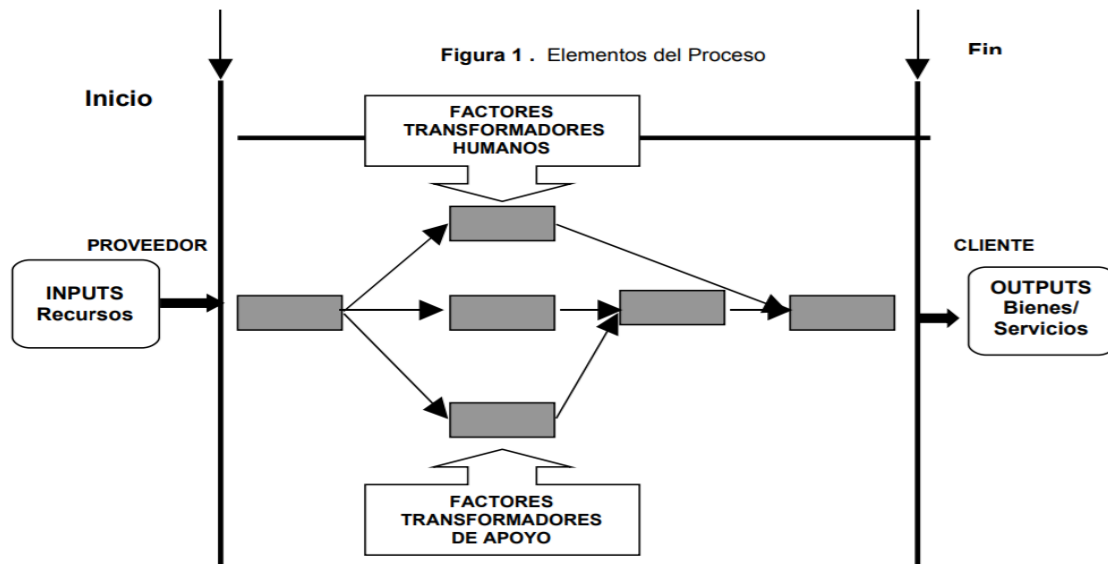 Figura 1 . Elementos del Proceso
Fin
Inicio
FACTORES
TRANSFORMADORES
HUMANOS
PROVEEDOR
CLIENTE
INPUTS
Recursos
OUTPUTS
Bienes/
Servicios
FACTORES
TRANSFORMADORES
DE APOYO